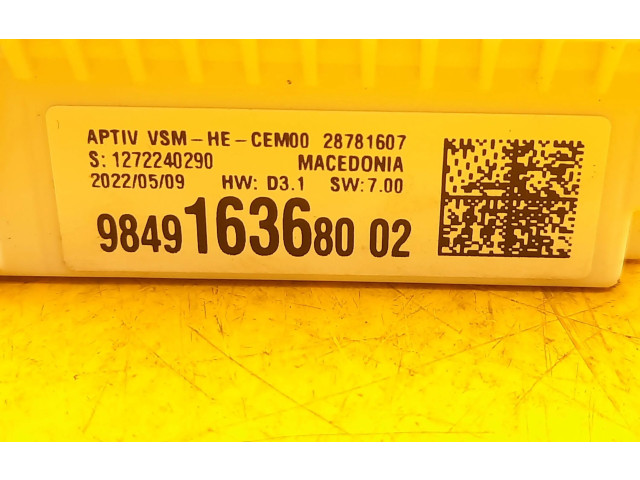 APTIV VSM-HE-CEM00 28781607
S: 1272240290 MACEDONIA
2022/05/09 HW: D3.1 SW:7.00
9849163680 02